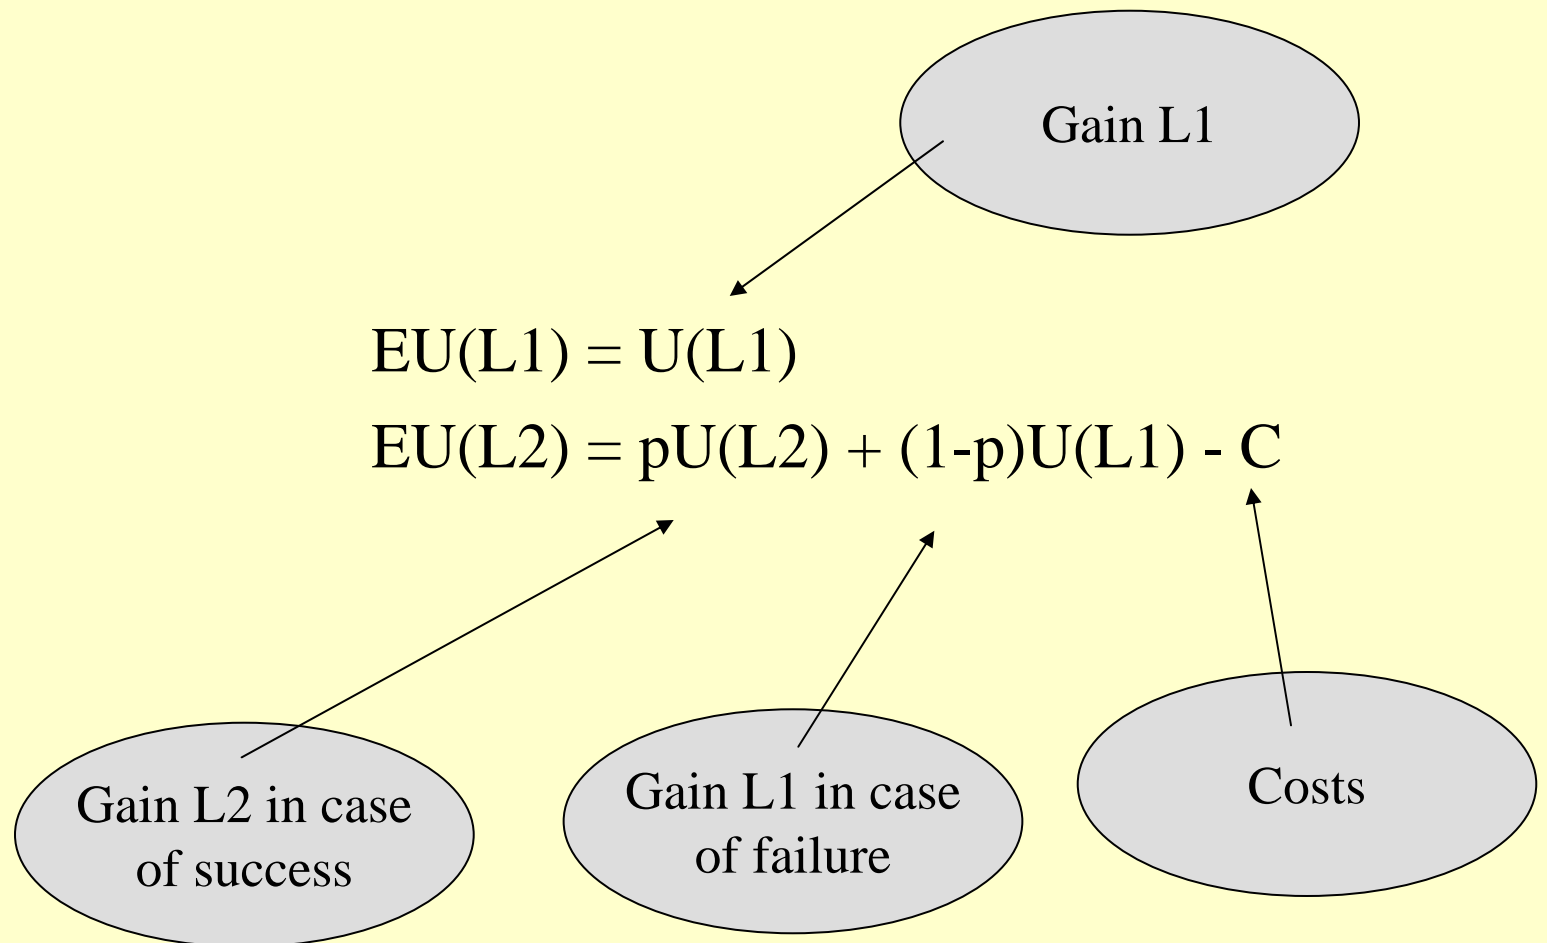 Gain L1
EU(L1) = U(L1)
EU(L2) = pU(L2) + (1-p)U(L1) - C
Gain L2 in case
of success
Gain L1 in case
of failure
Costs